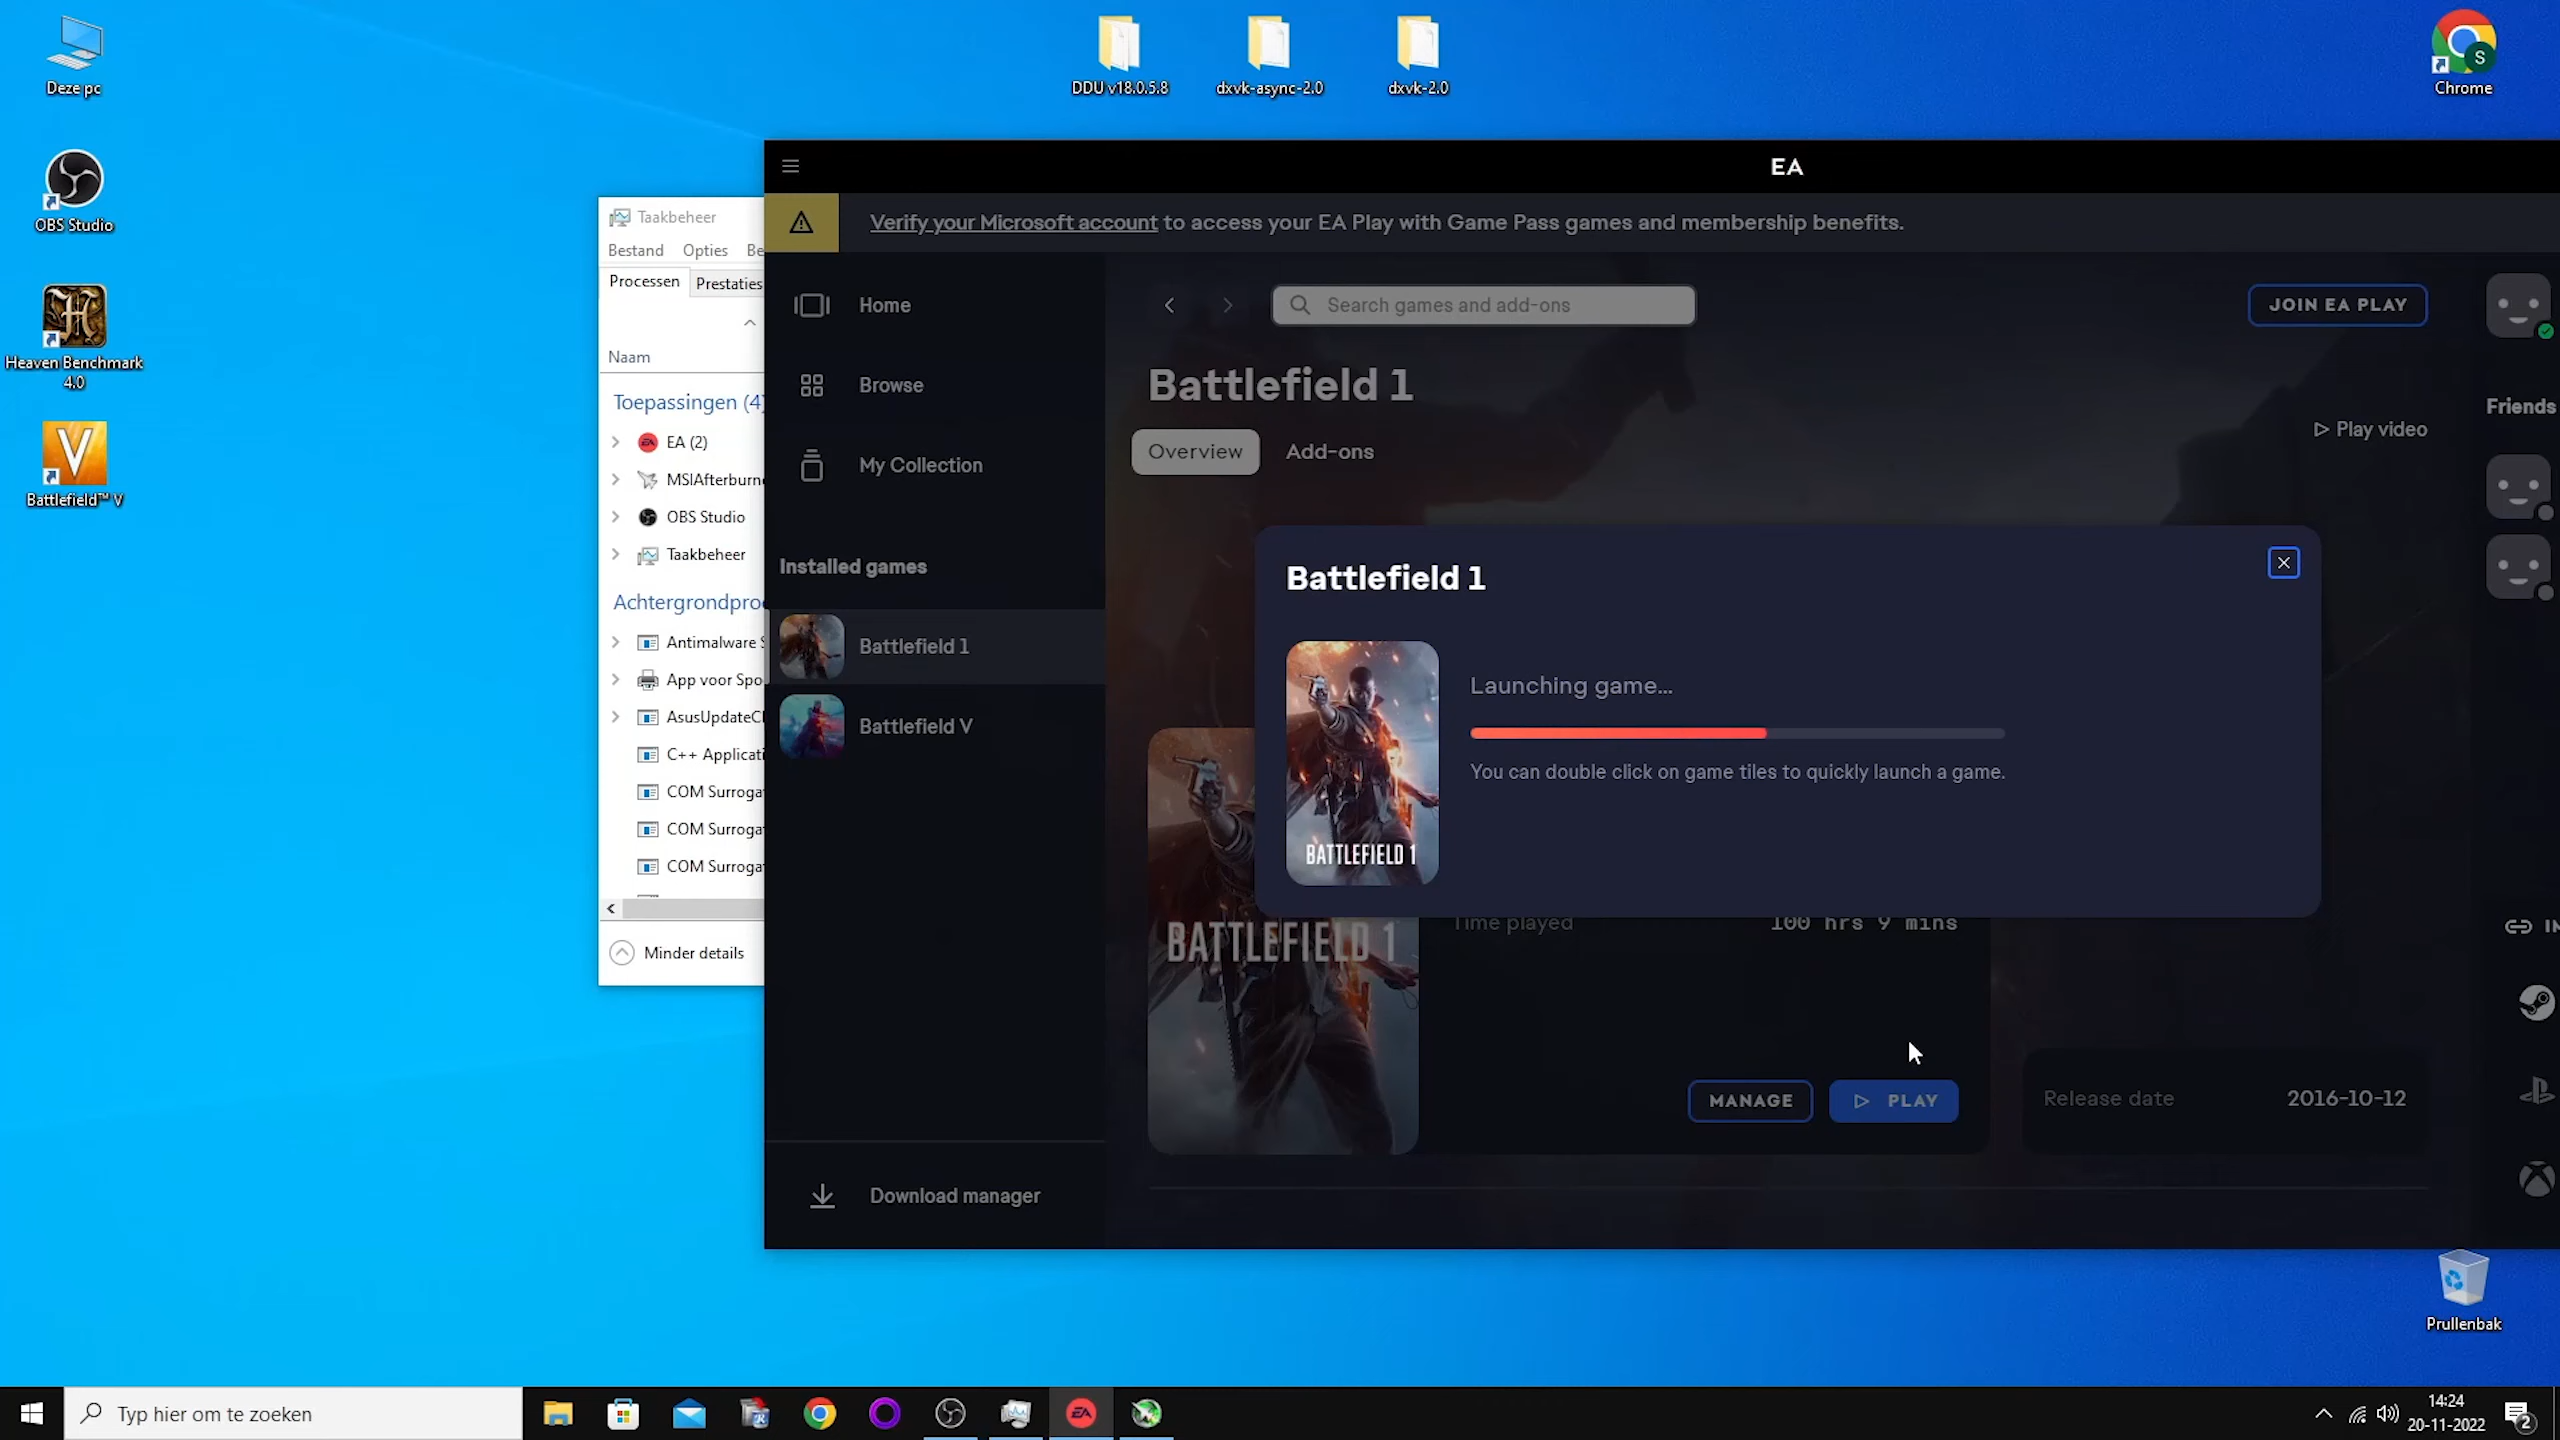 Deze pc
OBS Studio
Heaven Benchmark
4.0
Battlefield™ V
DDU v18.0.5.8
dxvk-async-2.0
dxvk-2.0
S
Chrome
Taakbeheer
Bestand Opties Be
Processen Prestaties
Naam
Toepassingen (4)
EA (2)
MSIAfterburn
OBS Studio
Taakbeheer
Achtergrondpro
Antimalware S
App voor Spo
AsusUpdateCl
C++ Applicati
COM Surroga
COM Surroga
COM Surroga
Minder details
EA
Verify your Microsoft account to access your EA Play with Game Pass games and membership benefits.
Home
Browse
My Collection
Installed games
Battlefield 1
Battlefield V
Download manager
Search games and add-ons
JOIN EA PLAY
Battlefield 1
Overview Add-ons
Play video
Friends
Battlefield 1
Launching game...
You can double click on game tiles to quickly launch a game.
BATTLEFIELD 1
Time played 100 hrs 9 mins
BATTLEFIELD 1
MANAGE PLAY
Release date 2016-10-12
Prullenbak
Typ hier om te zoeken
EA
14:24
20-11-2022
2